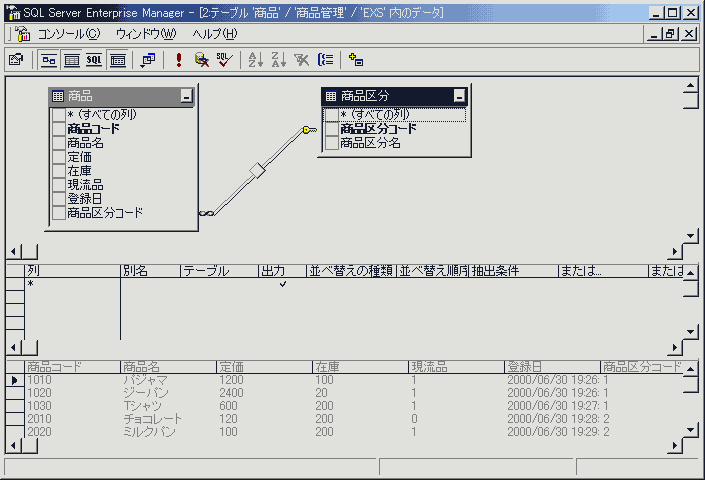 SQL Server Enterprise Manager - [2:テーブル '商品' / '商品管理' / 'EXS' 内のデータ]
コンソール(C) ウィンドウ(W) ヘルプ(H)
SQL SQL
商品
* (すべての列)
商品コード
商品名
定価
在庫
現流品
登録日
商品区分コード
商品区分
* (すべての列)
商品区分コード
商品区分名
列 別名 テーブル 出力 並べ替えの種類 並べ替え順序 抽出条件 または... または
*
商品コード 商品名 定価 在庫 現流品 登録日 商品区分コード
1010 パジャマ 1200 100 1 2000/06/30 19:26: 1
1020 ジーパン 2400 20 1 2000/06/30 19:26: 1
1030 Tシャツ 600 200 1 2000/06/30 19:27: 1
2010 チョコレート 120 200 0 2000/06/30 19:28: 2
2020 ミルクパン 100 200 1 2000/06/30 19:29: 2